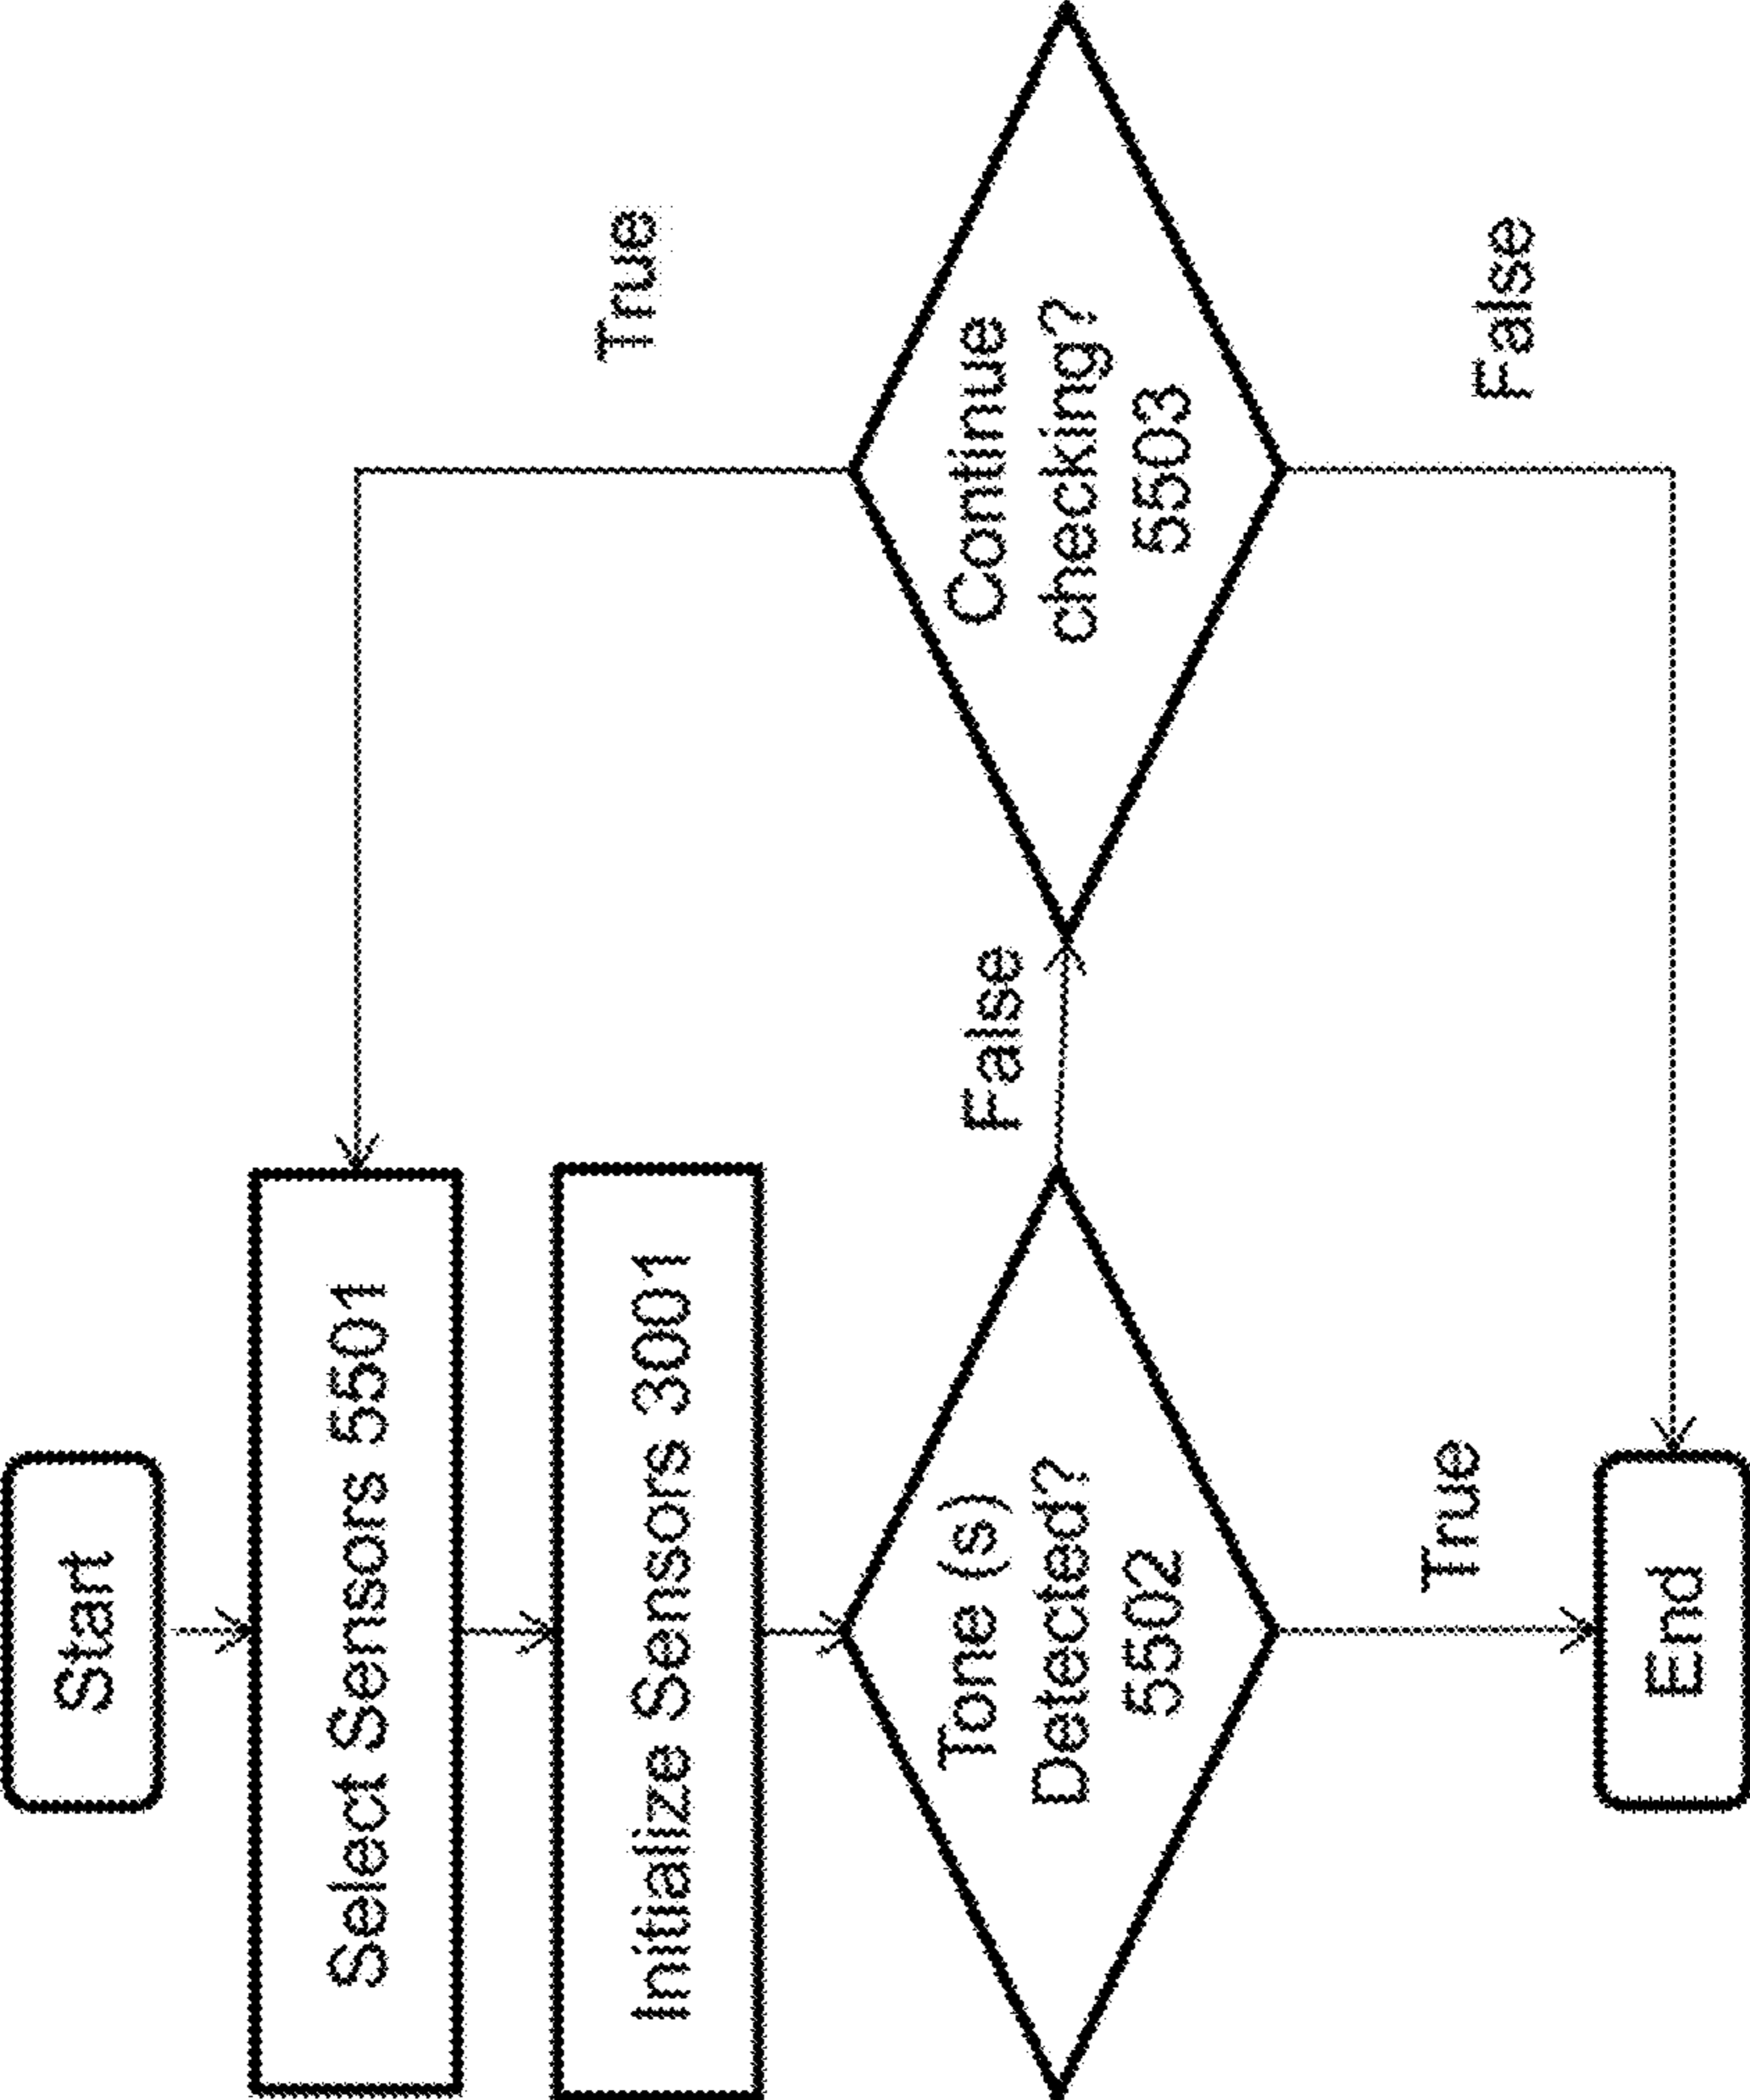 Start
Select Sensors 5501
Initialize Sensors 3001
Tone (s)
Detected?
5502
True
False
Continue
checking?
5503
True
False
End